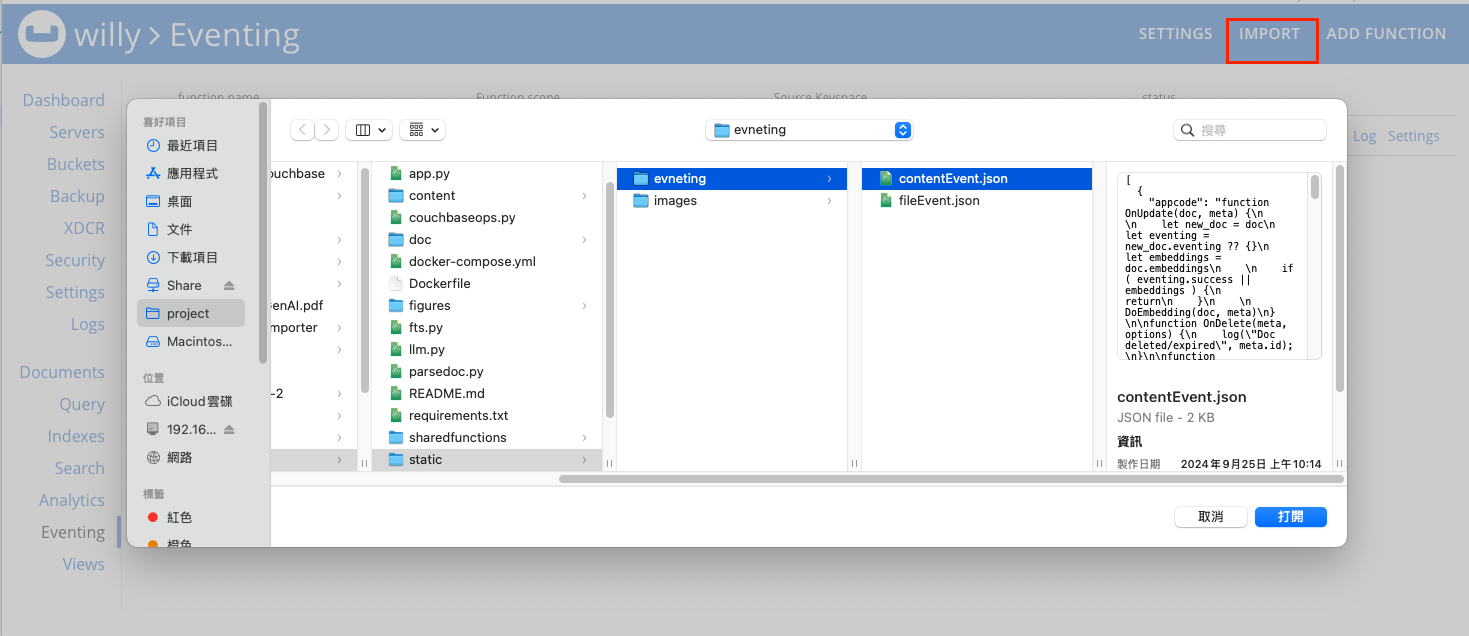 willy > Eventing
SETTINGS
IMPORT
ADD FUNCTION
Dashboard
Servers
Buckets
Backup
XDCR
Security
Settings
Logs
Documents
Query
Indexes
Search
Analytics
Eventing
Views
function name
Function scope
Source Keyspace
status
Log
Settings
喜好項目
最近項目
應用程式
桌面
文件
下載項目
Share
project
Macintos...
位置
iCloud雲碟
192.16...
網路
標籤
紅色
橙色
evneting
搜尋
ouchbase
enAI.pdf
mporter
-2
app.py
content
couchbaseops.py
doc
docker-compose.yml
Dockerfile
figures
fts.py
llm.py
parsedoc.py
README.md
requirements.txt
sharedfunctions
static
evneting
images
contentEvent.json
fileEvent.json
[
{
"appcode": "function
OnUpdate(doc, meta) {\n
\n    let new_doc = doc\n
let eventing =
new_doc.eventing ?? {}\n
let embeddings =
doc.embeddings\n    \n    if
( eventing.success ||
embeddings ) {\n
return\n    }\n    \n
DoEmbedding(doc, meta)\n}
\n\nfunction OnDelete(meta,
options) {\n    log(\"Doc
deleted/expired\", meta.id);
\n}\n\nfunction
contentEvent.json
JSON file - 2 KB
資訊
製作日期 2024年9月25日 上午10:14
取消
打開